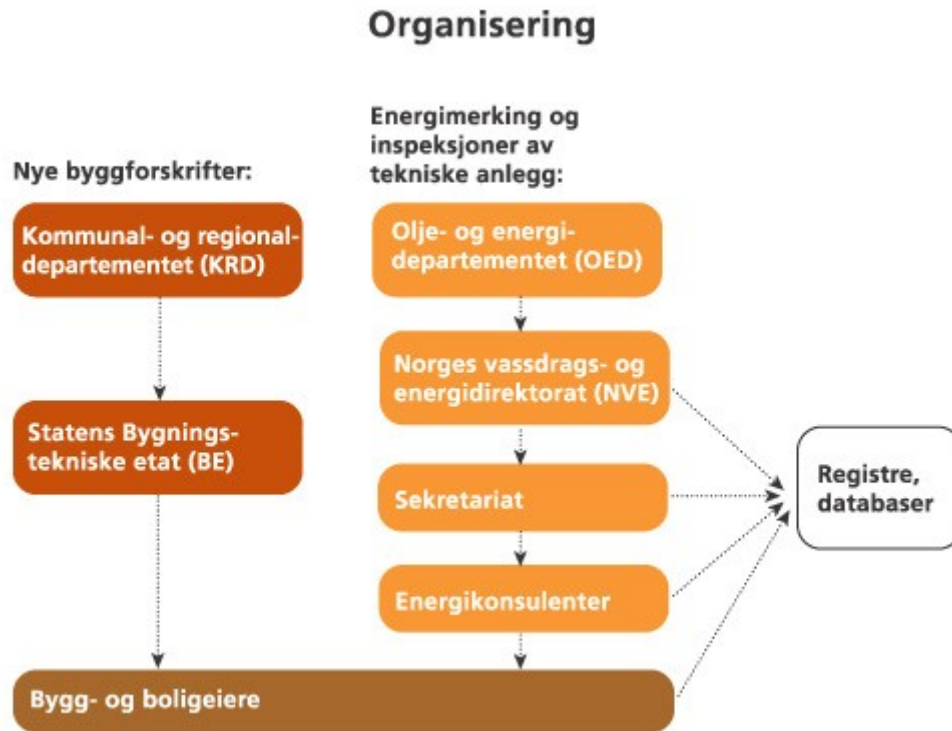 Organisering
Nye byggforskrifter:
Kommunal- og regional-
departementet (KRD)
Statens Bygnings-
tekniske etat (BE)
Energimerking og
inspeksjoner av
tekniske anlegg:
Olje- og energi-
departementet (OED)
Norges vassdrags- og
energidirektorat (NVE)
Sekretariat
Energikonsulenter
Bygg- og boligeiere
Registre,
databaser